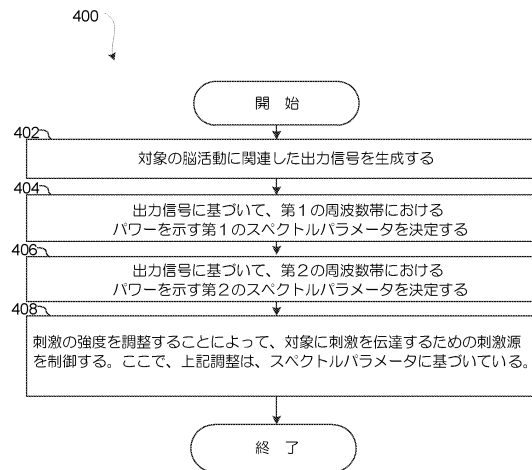 400
開 始
402
対象の脳活動に関連した出力信号を生成する
404
出力信号に基づいて、第1の周波数帯における
パワーを示す第1のスペクトルパラメータを決定する
406
出力信号に基づいて、第2の周波数帯における
パワーを示す第2のスペクトルパラメータを決定する
408
刺激の強度を調整することによって、対象に刺激を伝達するための刺激源
を制御する。ここで、上記調整は、スペクトルパラメータに基づいている。
終 了